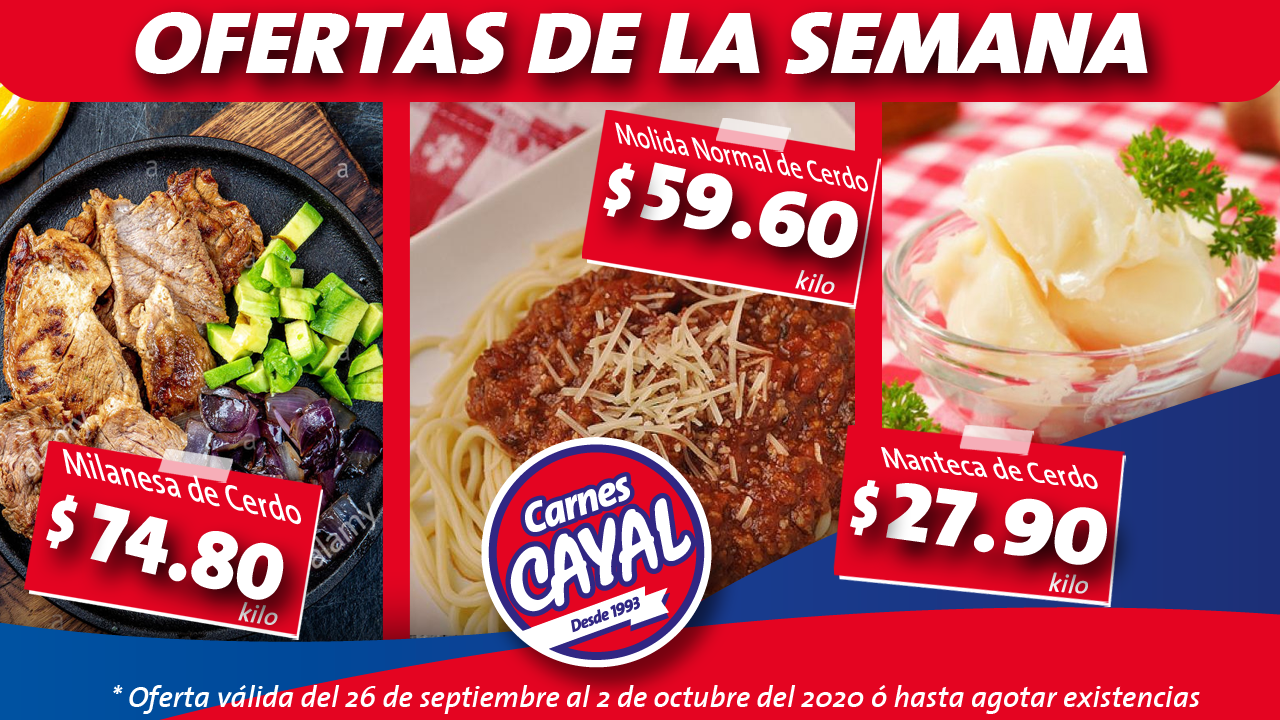 OFERTAS DE LA SEMANA
Milanesa de Cerdo
$74.80
kilo
Molida Normal de Cerdo
$59.60
kilo
Manteca de Cerdo
$27.90
kilo
Carnes
CAYAL
Desde 1993
alamy
a
a
a
a
* Oferta válida del 26 de septiembre al 2 de octubre del 2020 ó hasta agotar existencias